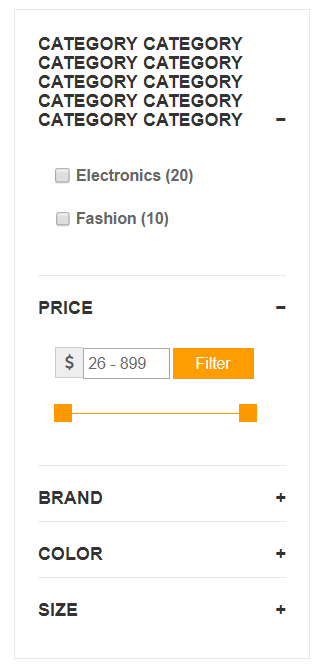 CATEGORY CATEGORY
CATEGORY CATEGORY
CATEGORY CATEGORY
CATEGORY CATEGORY
CATEGORY CATEGORY −
Electronics (20)
Fashion (10)
PRICE −
$ 26 - 899 Filter
BRAND +
COLOR +
SIZE +